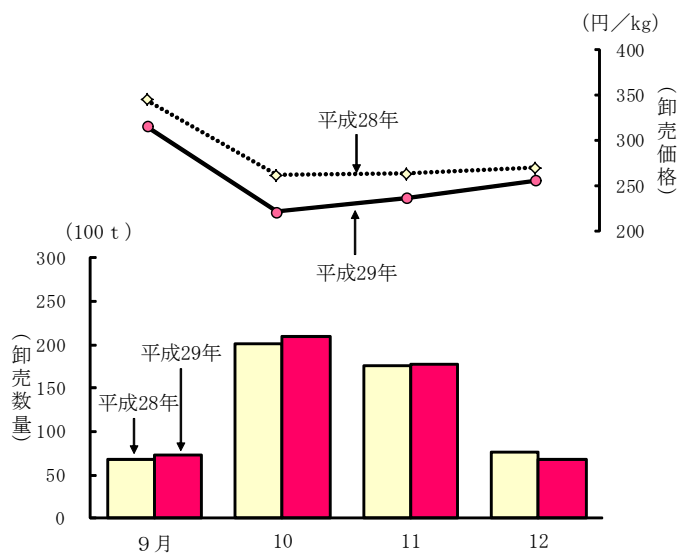 (円／kg)
400
350
300
250
200
(卸売価格)
平成28年
平成29年
(100ｔ)
300
250
200
150
100
50
0
(卸売数量)
平成29年
平成28年
９月
10
11
12